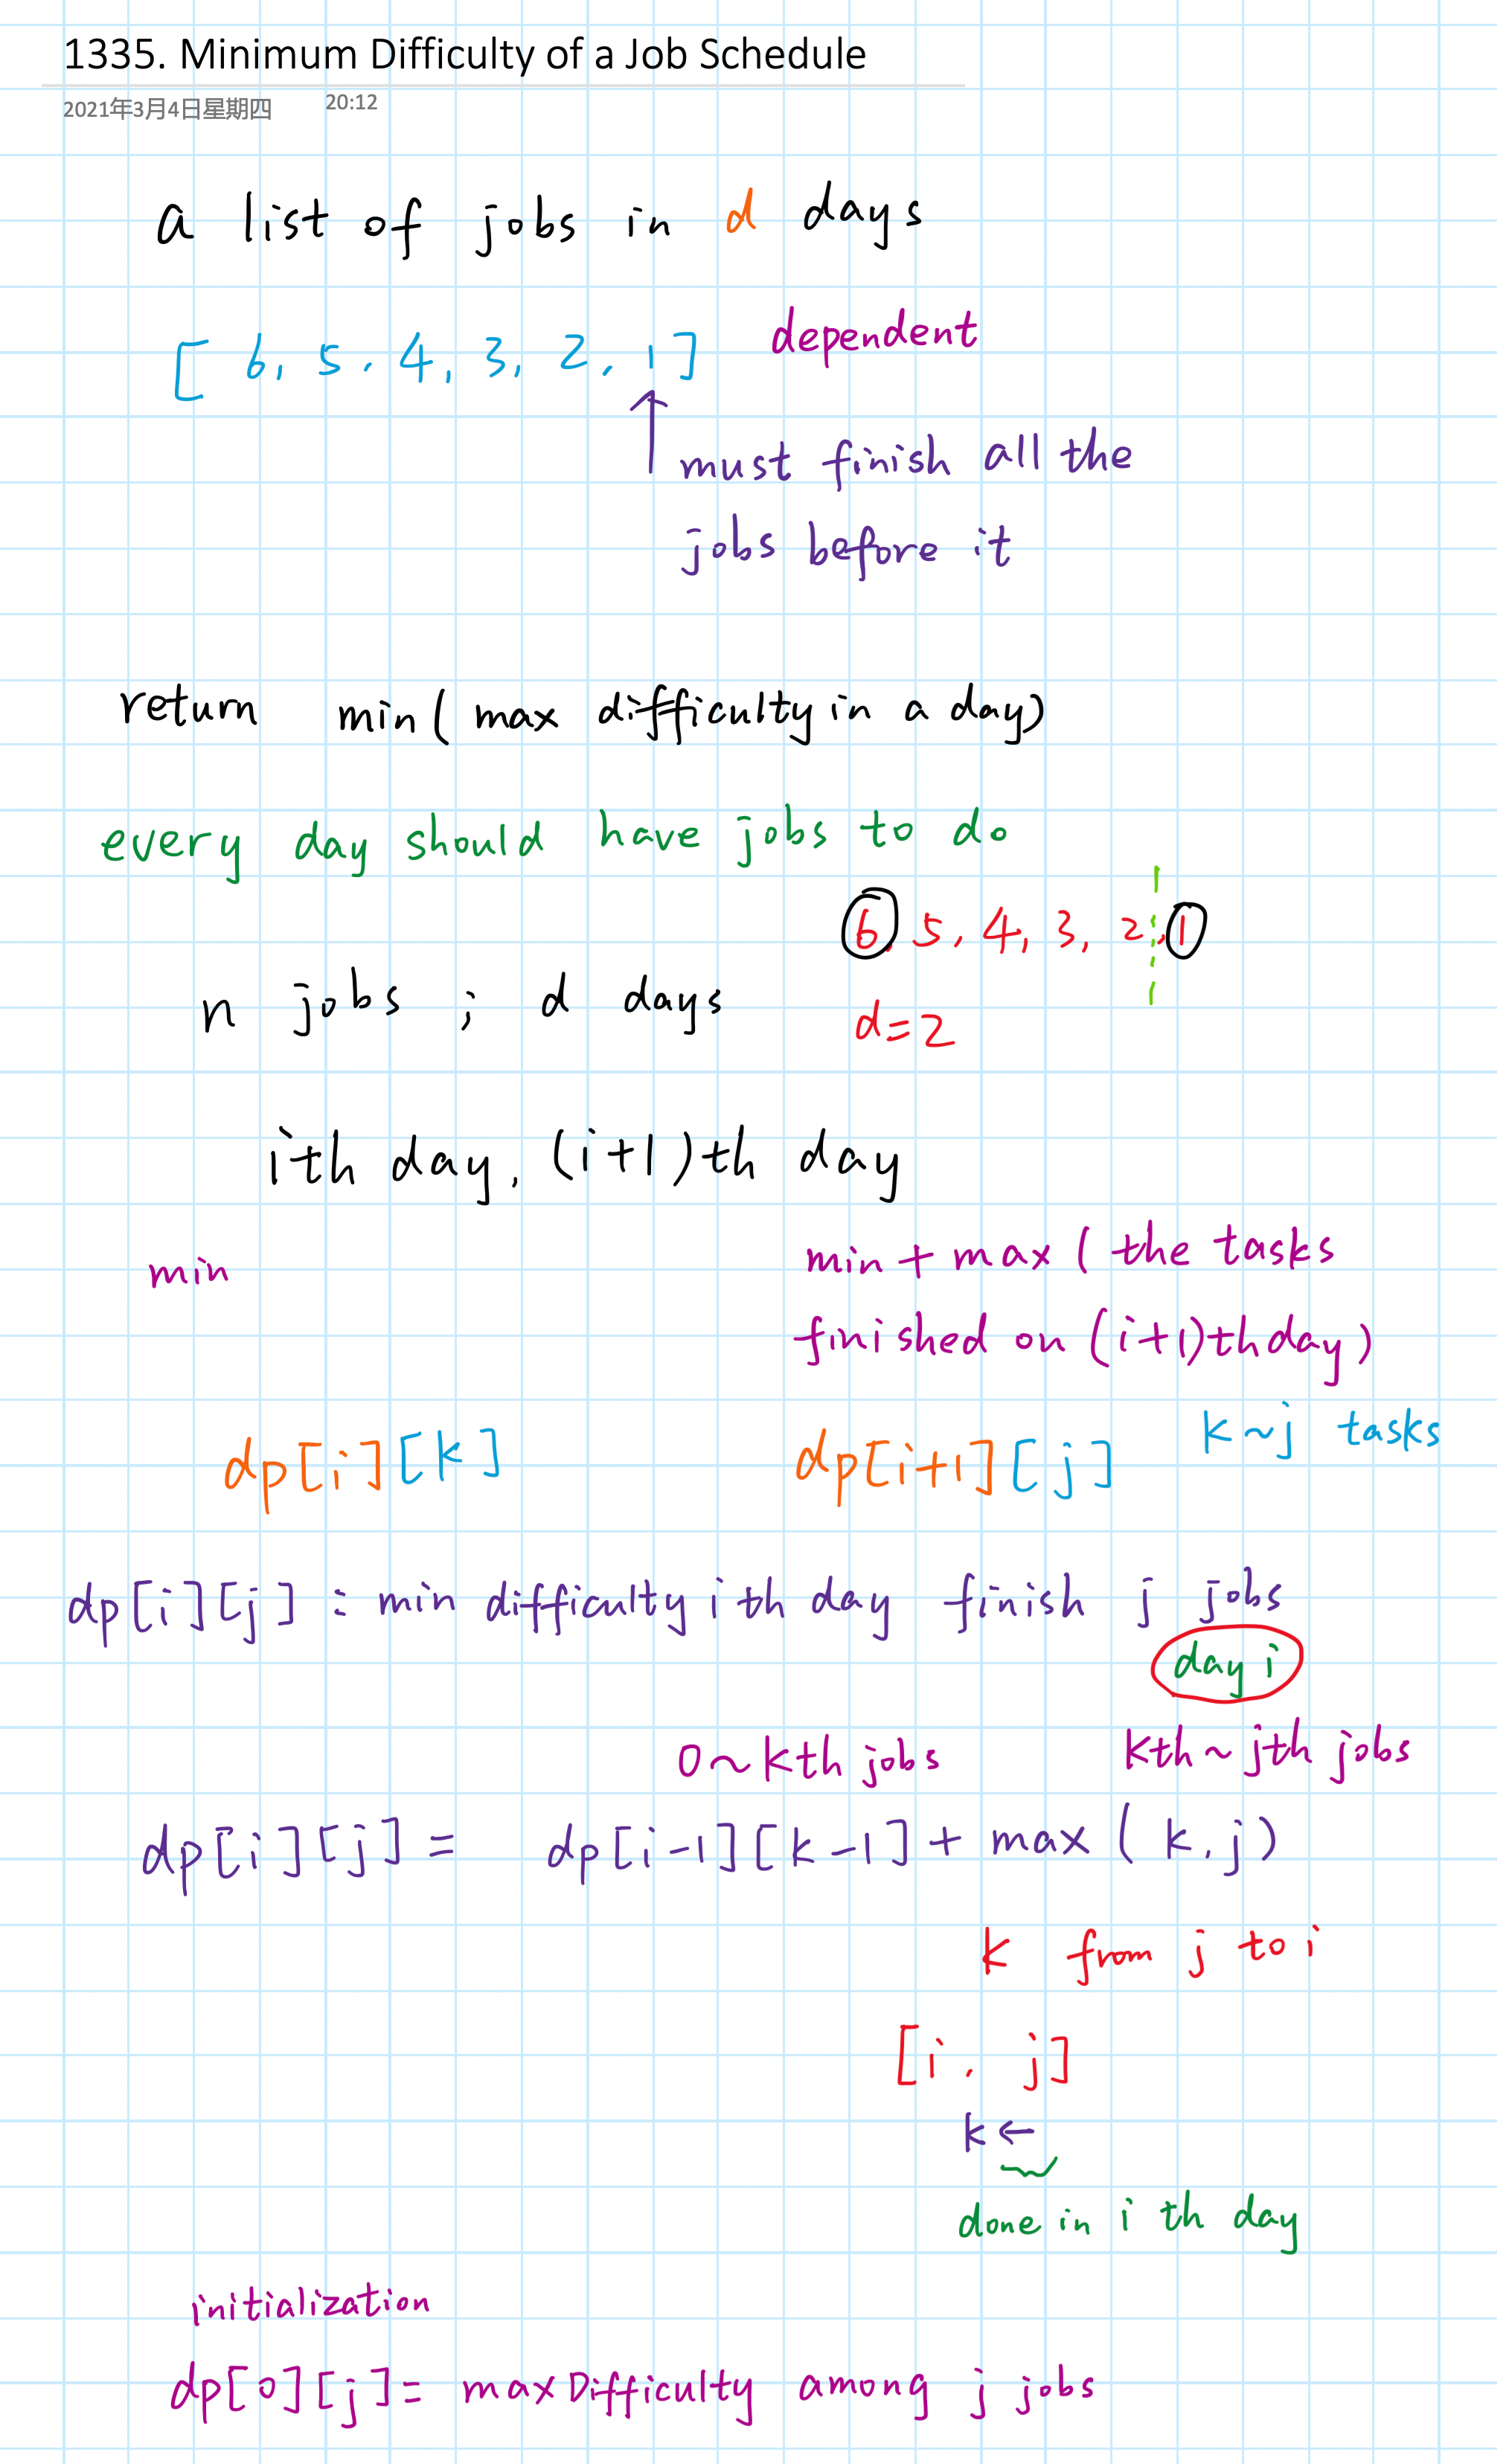 1335. Minimum Difficulty of a Job Schedule
2021年3月4日星期四 20:12
a list of jobs in d days
[ 6, 5, 4, 3, 2, 1 ] dependent
must finish all the
jobs before it
return min( max difficulty in a day)
every day should have jobs to do
6, 5, 4, 3, 2, 1
n jobs ; d days
d=2
ith day, (i+1)th day
min
min + max ( the tasks
finished on (i+1)th day)
dp[i][k] dp[i+1][j] k~j tasks
dp[i][j] : min difficulty ith day finish j jobs
day i
0~kth jobs kth~jth jobs
dp[i][j] = dp[i-1][k-1] + max( k, j)
k from j to i
[i, j]
k ←
done in i th day
initialization
dp[0][j] = maxDifficulty among j jobs